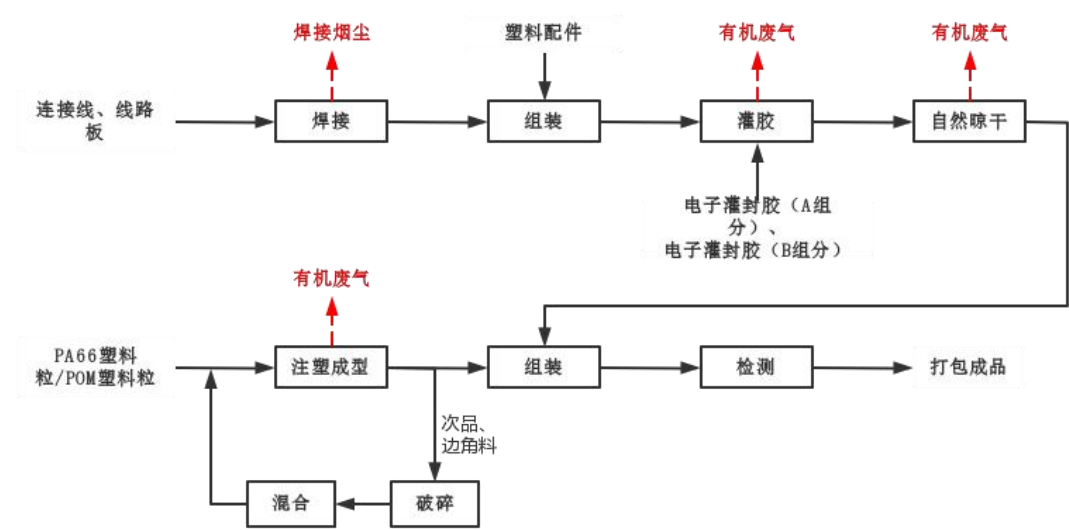 焊接烟尘
塑料配件
有机废气
有机废气
连接线、线路
板
焊接
组装
灌胶
自然晾干
电子灌封胶（A组
分）、
电子灌封胶（B组分）
有机废气
PA66塑料
粒/POM塑料粒
注塑成型
组装
检测
打包成品
次品、
边角料
混合
破碎